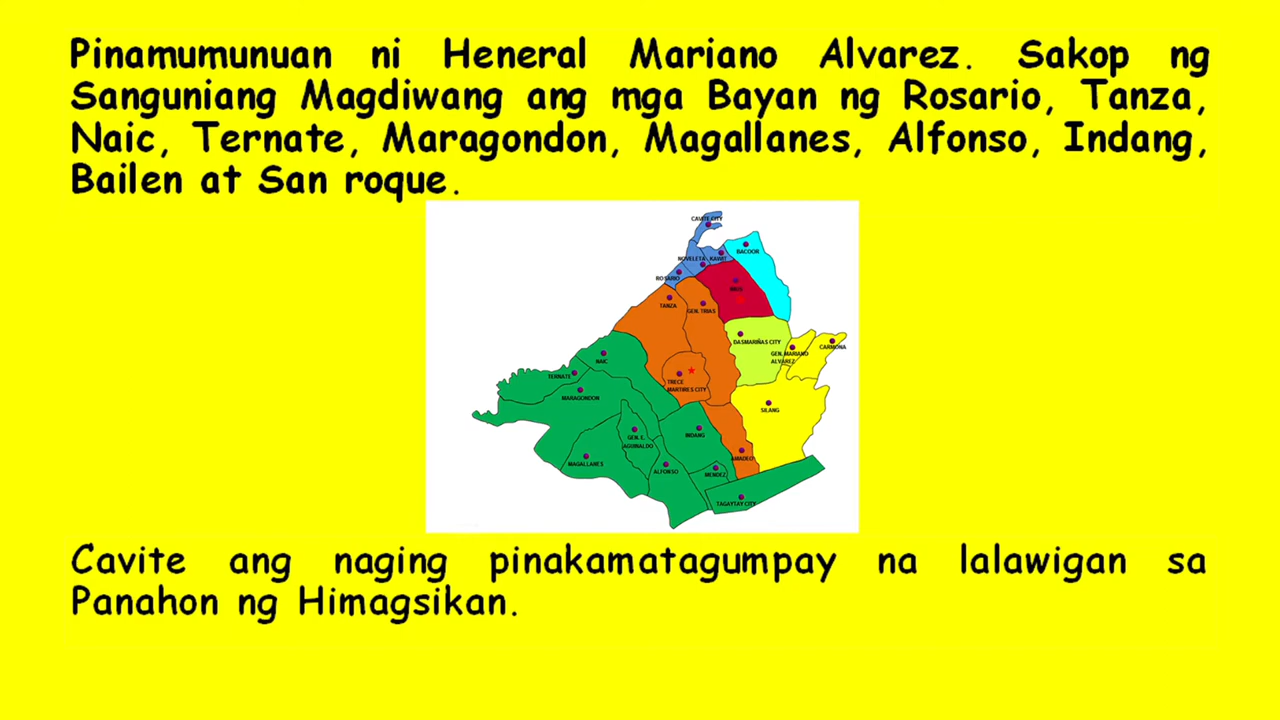 Pinamumunuan ni Heneral Mariano Alvarez. Sakop ng
Sanguniang Magdiwang ang mga Bayan ng Rosario, Tanza,
Naic, Ternate, Maragondon, Magallanes, Alfonso, Indang,
Bailen at San roque.
CAVITE CITY
BACOOR
NOVELETA
KAWIT
ROSARIO
TANZA
GEN. TRIAS
DASMARIÑAS CITY
CARMONA
GEN. MARIANO
ALVAREZ
NAIC
TERNATE
TRECE
MARTIRES CITY
MARAGONDON
SILANG
INDANG
GEN. E.
AGUINALDO
AMADEO
MAGALLANES
ALFONSO
MENDEZ
TAGAYTAY CITY
Cavite ang naging pinakamatagumpay na lalawigan sa
Panahon ng Himagsikan.